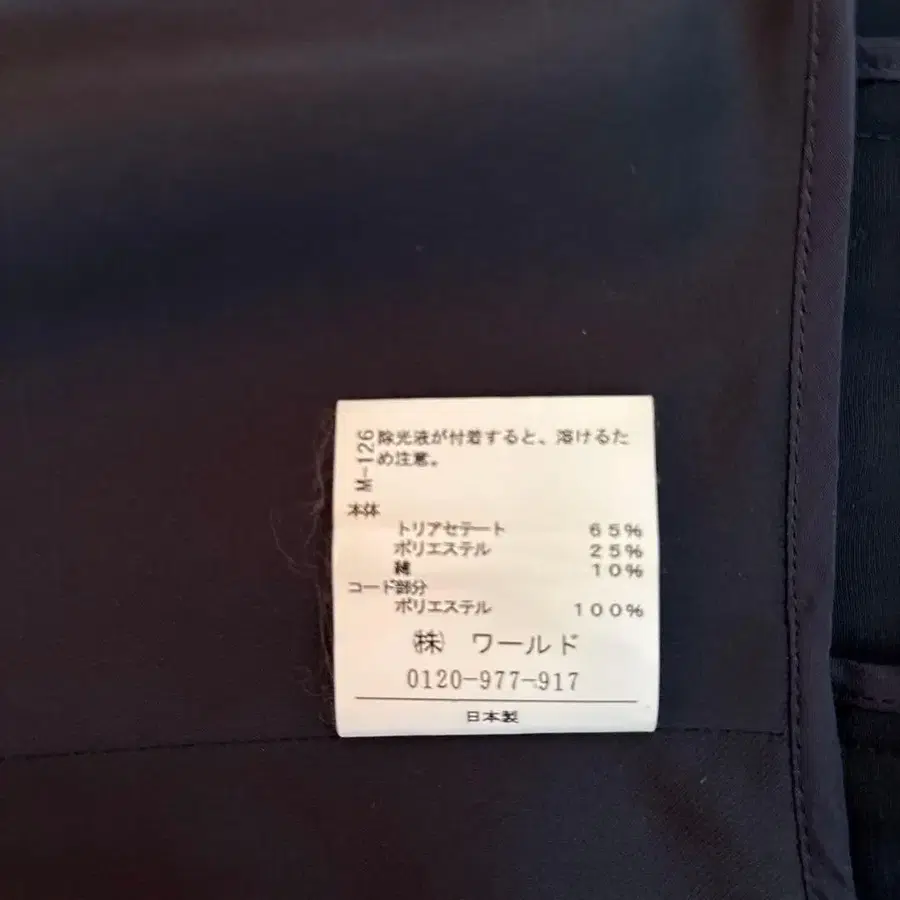 M-126
除光液が付着すると、溶けるた
め注意。
本体
トリアセテート 65%
ポリエステル 25%
綿 10%
コード部分
ポリエステル 100%
㈱ ワールド
0120-977-917
日本製